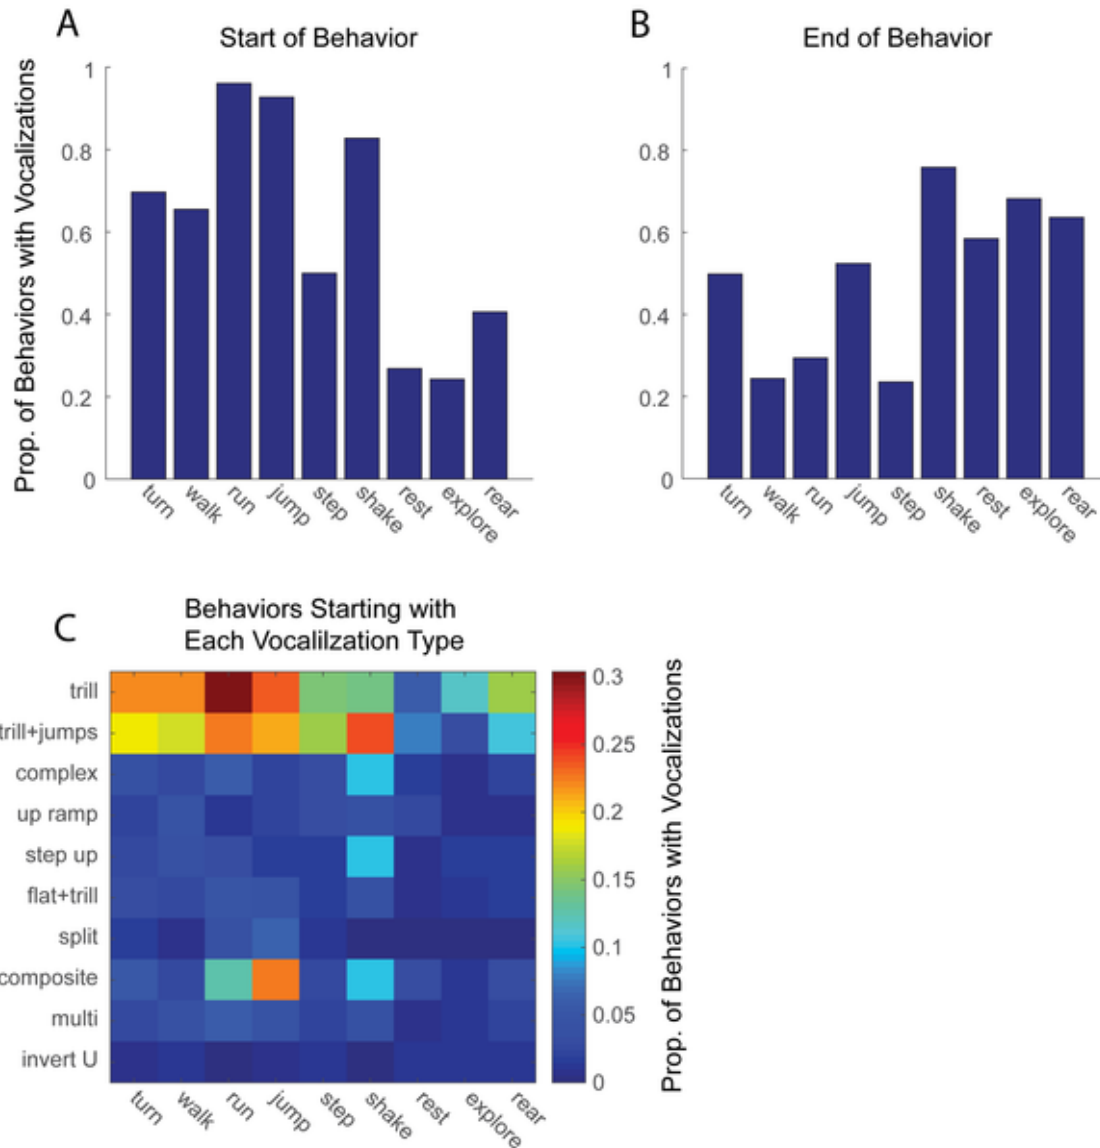 A
Start of Behavior
Prop. of Behaviors with Vocalizations
1
0.8
0.6
0.4
0.2
0
turn
walk
run
jump
step
shake
rest
explore
rear
B
End of Behavior
1
0.8
0.6
0.4
0.2
0
turn
walk
run
jump
step
shake
rest
explore
rear
C
Behaviors Starting with
Each Vocalilzation Type
trill
trill+jumps
complex
up ramp
step up
flat+trill
split
composite
multi
invert U
turn
walk
run
jump
step
shake
rest
explore
rear
0.3
0.25
0.2
0.15
0.1
0.05
0
Prop. of Behaviors with Vocalizations